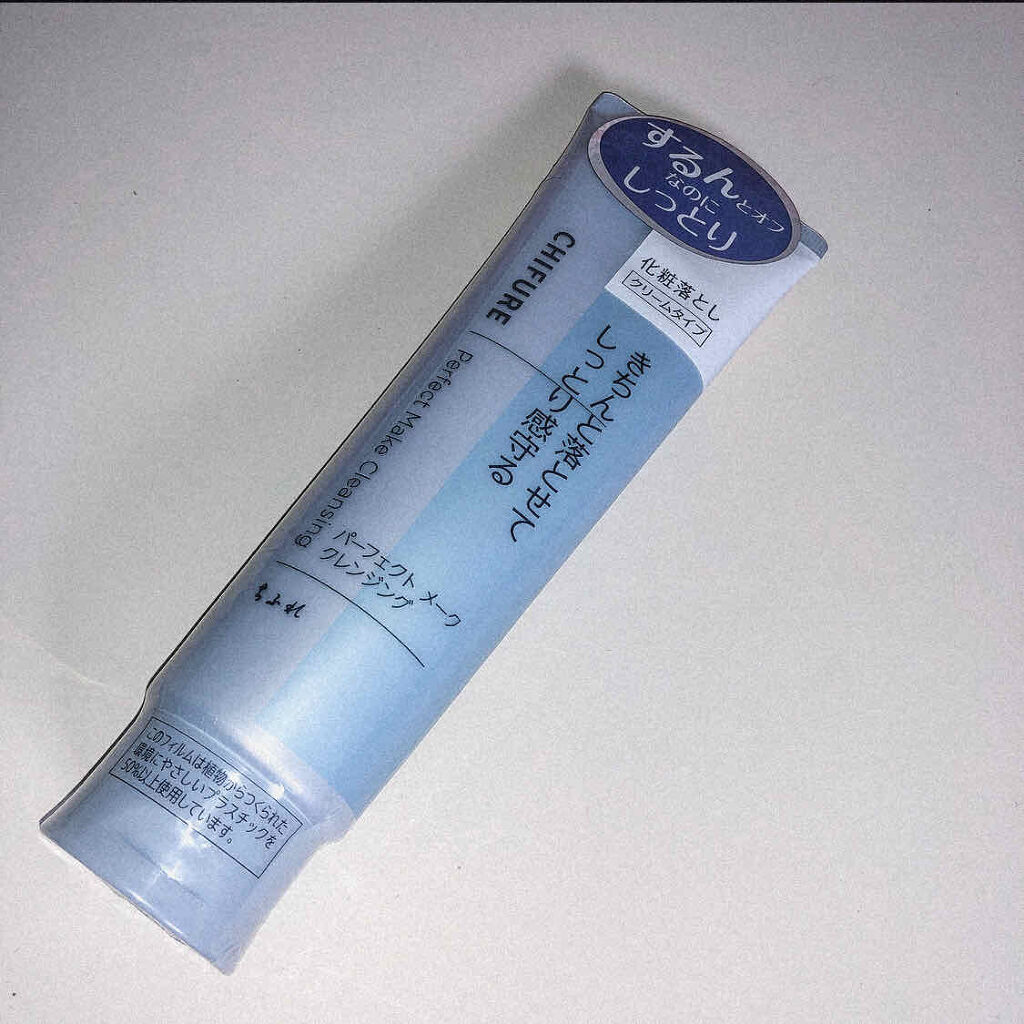 するんとオフ
なのに
しっとり
化粧落とし
クリームタイプ
CHIFURE
きちんと落とせて
しっとり感守る
Perfect Make Cleansing
パーフェクト メーク
クレンジング
ちふれ
このフィルムは植物からつくられた
環境にやさしいプラスチックを
50%以上使用しています。